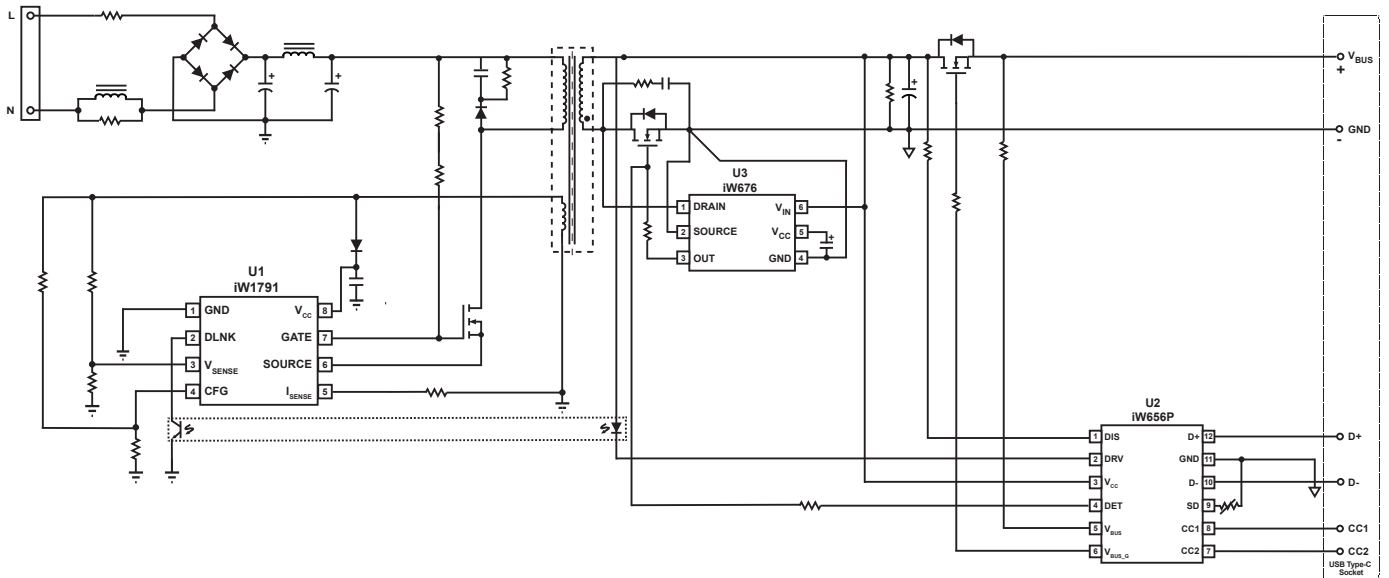 L
N
+
+
+
V_BUS
+
GND
-
U3
iW676
1 DRAIN V_IN 6
2 SOURCE V_CC 5
+
3 OUT GND 4
U1
iW1791
1 GND V_CC 8
2 DLNK GATE 7
3 V_SENSE SOURCE 6
4 CFG I_SENSE 5
U2
iW656P
1 DIS D+ 12
D+
2 DRV GND 11
3 V_CC D- 10
D-
4 DET SD 9
5 V_BUS CC1 8
CC1
6 V_BUS_G CC2 7
CC2
USB Type-C
Socket